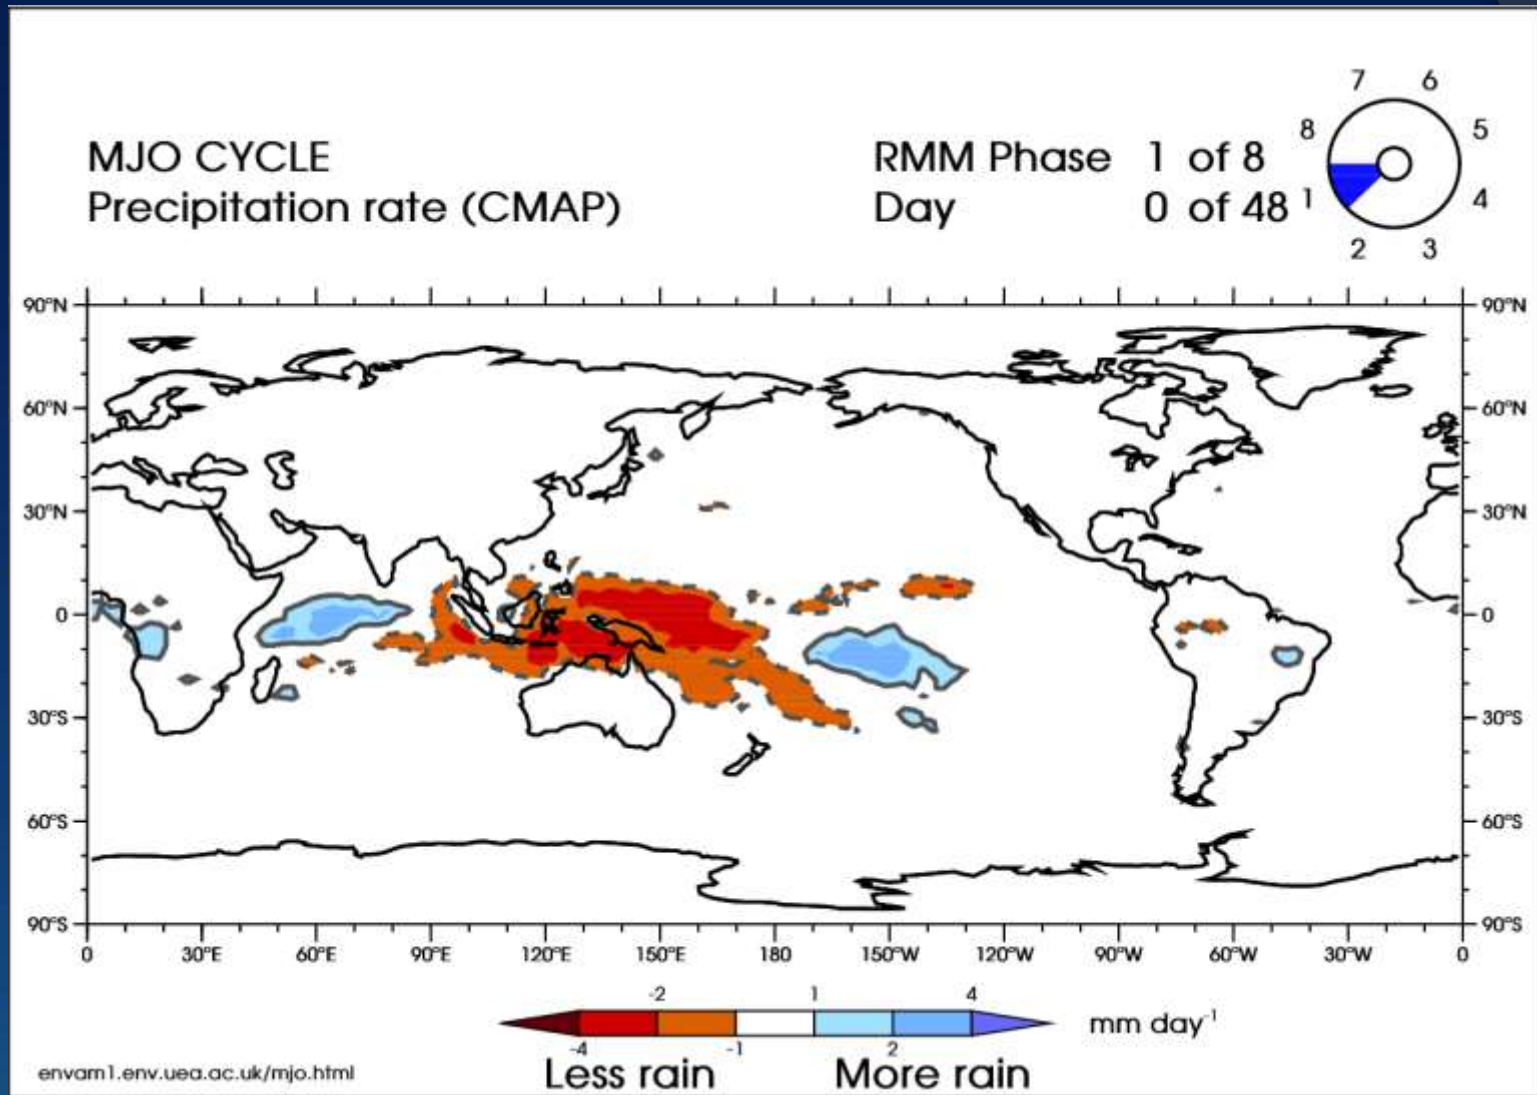 MJO CYCLE
Precipitation rate (CMAP)
RMM Phase 1 of 8
Day 0 of 48
7 6
8 5
1 4
2 3
90°N 90°N
60°N 60°N
30°N 30°N
0 0
30°S 30°S
60°S 60°S
90°S 90°S
0 30°E 60°E 90°E 120°E 150°E 180 150°W 120°W 90°W 60°W 30°W 0
-2 1 4
mm day⁻¹
-4 -1 2
Less rain More rain
envam1.env.uea.ac.uk/mjo.html